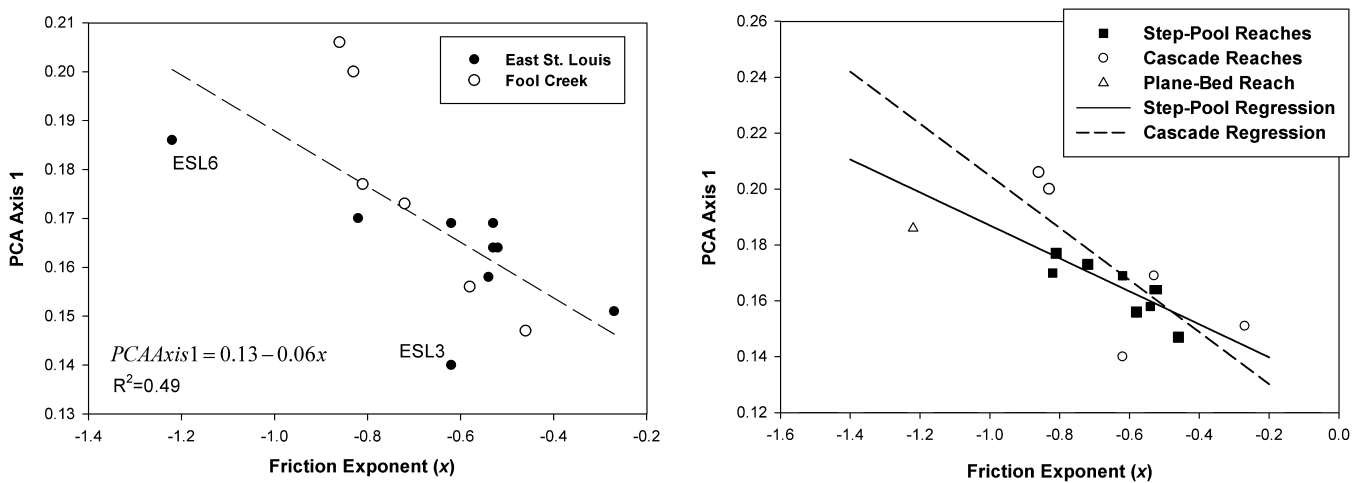 0.21
0.20
0.19
0.18
0.17
0.16
0.15
0.14
0.13
PCA Axis 1
East St. Louis
Fool Creek
ESL6
ESL3
PCAAxis1 = 0.13 − 0.06x
R²=0.49
-1.4 -1.2 -1.0 -0.8 -0.6 -0.4 -0.2
Friction Exponent (x)
0.26
0.24
0.22
0.20
0.18
0.16
0.14
0.12
PCA Axis 1
Step-Pool Reaches
Cascade Reaches
Plane-Bed Reach
Step-Pool Regression
Cascade Regression
-1.6 -1.4 -1.2 -1.0 -0.8 -0.6 -0.4 -0.2 0.0
Friction Exponent (x)